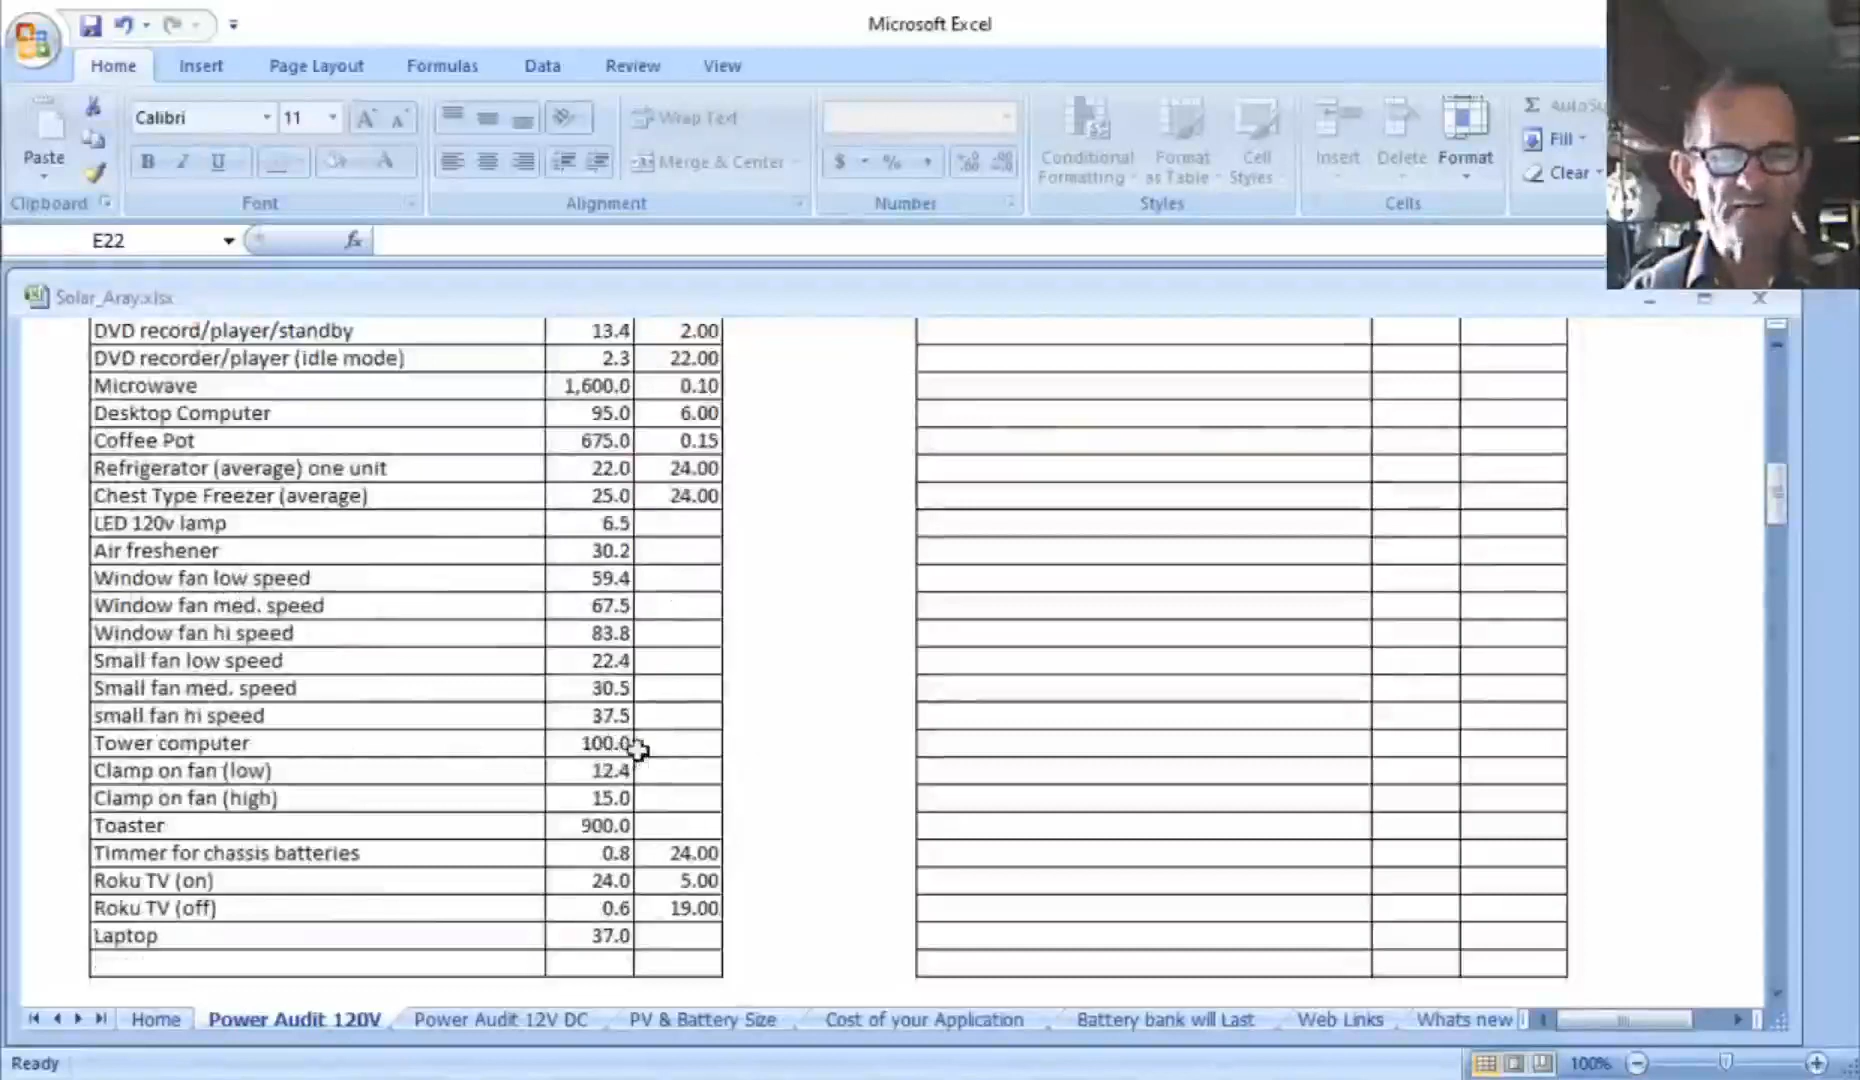 Microsoft Excel
Home Insert Page Layout Formulas Data Review View
Calibri 11 A A Wrap Text AutoSu
Fill
Paste B I U Merge & Center $ % , Conditional Formatting Format as Table Cell Styles Insert Delete Format Clear
Clipboard Font Alignment Number Styles Cells
E22 fx
Solar_Aray.xlsx
DVD record/player/standby 13.4 2.00
DVD recorder/player (idle mode) 2.3 22.00
Microwave 1,600.0 0.10
Desktop Computer 95.0 6.00
Coffee Pot 675.0 0.15
Refrigerator (average) one unit 22.0 24.00
Chest Type Freezer (average) 25.0 24.00
LED 120v lamp 6.5
Air freshener 30.2
Window fan low speed 59.4
Window fan med. speed 67.5
Window fan hi speed 83.8
Small fan low speed 22.4
Small fan med. speed 30.5
small fan hi speed 37.5
Tower computer 100.0
Clamp on fan (low) 12.4
Clamp on fan (high) 15.0
Toaster 900.0
Timmer for chassis batteries 0.8 24.00
Roku TV (on) 24.0 5.00
Roku TV (off) 0.6 19.00
Laptop 37.0
Home Power Audit 120V Power Audit 12V DC PV & Battery Size Cost of your Application Battery bank will Last Web Links Whats new
Ready 100%